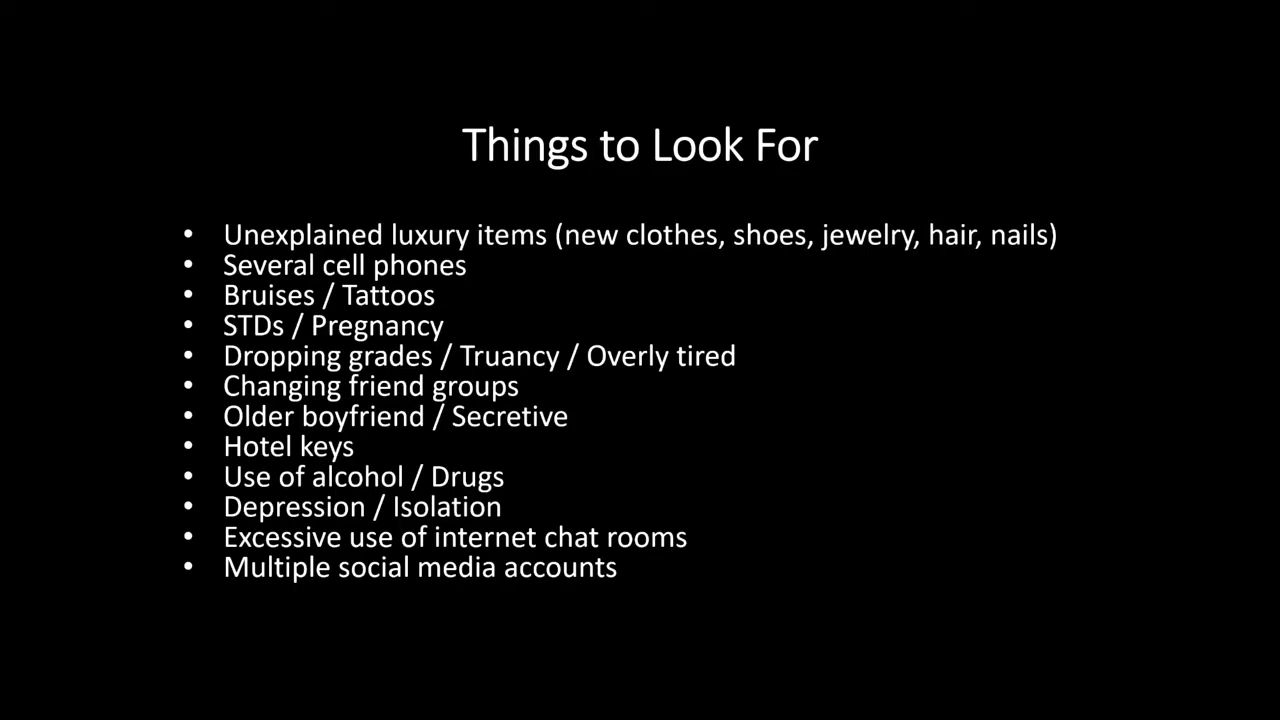 Things to Look For
• Unexplained luxury items (new clothes, shoes, jewelry, hair, nails)
• Several cell phones
• Bruises / Tattoos
• STDs / Pregnancy
• Dropping grades / Truancy / Overly tired
• Changing friend groups
• Older boyfriend / Secretive
• Hotel keys
• Use of alcohol / Drugs
• Depression / Isolation
• Excessive use of internet chat rooms
• Multiple social media accounts